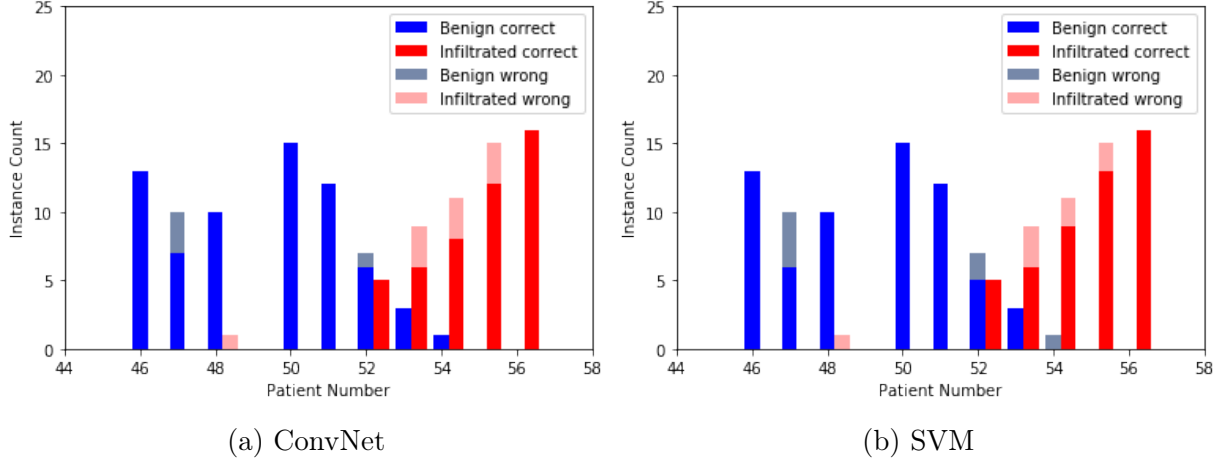 25
20
15
10
5
0
Instance Count
Benign correct
Infiltrated correct
Benign wrong
Infiltrated wrong
44 46 48 50 52 54 56 58
Patient Number
(a) ConvNet
25
20
15
10
5
0
Instance Count
Benign correct
Infiltrated correct
Benign wrong
Infiltrated wrong
44 46 48 50 52 54 56 58
Patient Number
(b) SVM